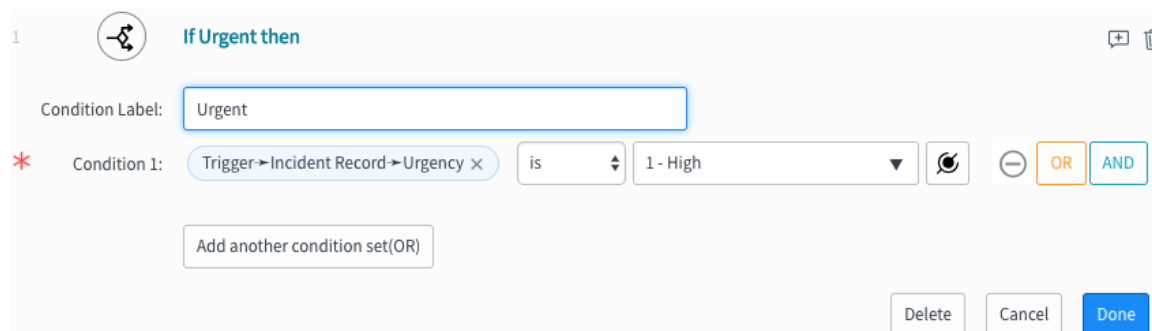 1 If Urgent then
Condition Label: Urgent
* Condition 1: Trigger➛Incident Record➛Urgency × is 1 - High OR AND
Add another condition set(OR)
Delete Cancel Done